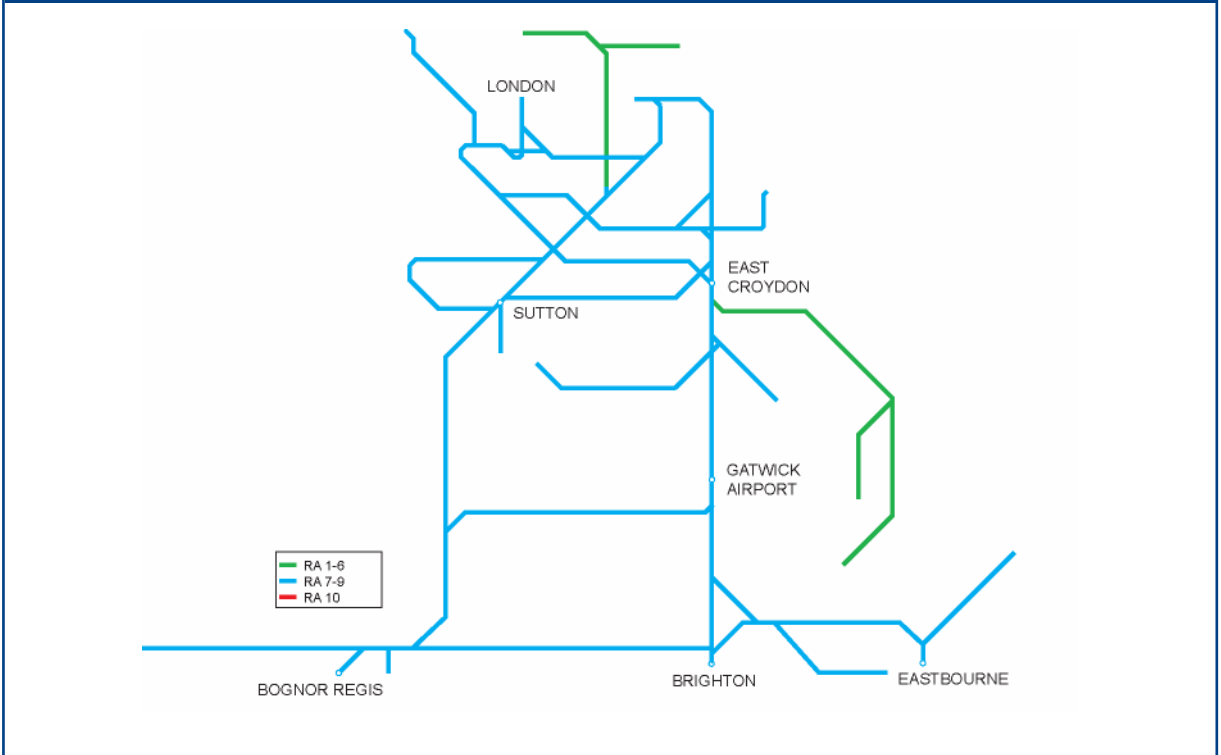 LONDON
EAST
CROYDON
SUTTON
GATWICK
AIRPORT
RA 1-6
RA 7-9
RA 10
BRIGHTON
EASTBOURNE
BOGNOR REGIS